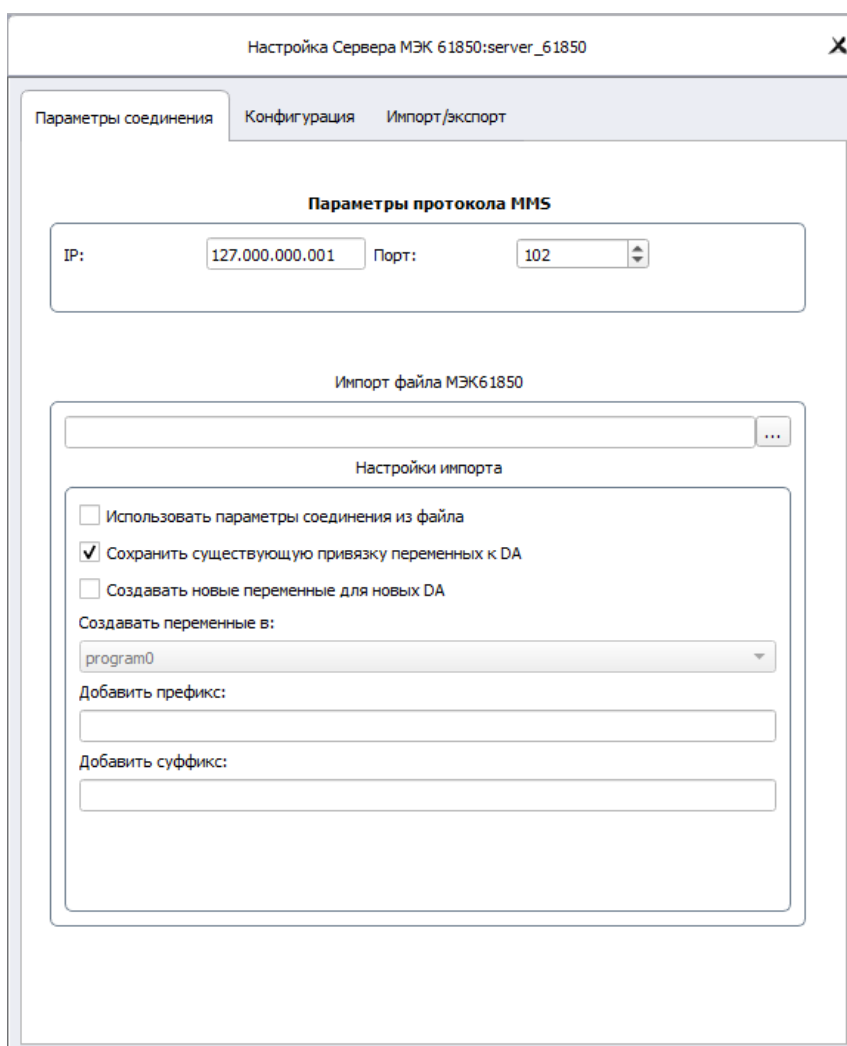 Настройка Сервера МЭК 61850:server_61850
Параметры соединения Конфигурация Импорт/экспорт
Параметры протокола MMS
IP: 127.000.000.001 Порт: 102
Импорт файла МЭК61850
...
Настройки импорта
Использовать параметры соединения из файла
Сохранить существующую привязку переменных к DA
Создавать новые переменные для новых DA
Создавать переменные в:
program0
Добавить префикс:
Добавить суффикс: